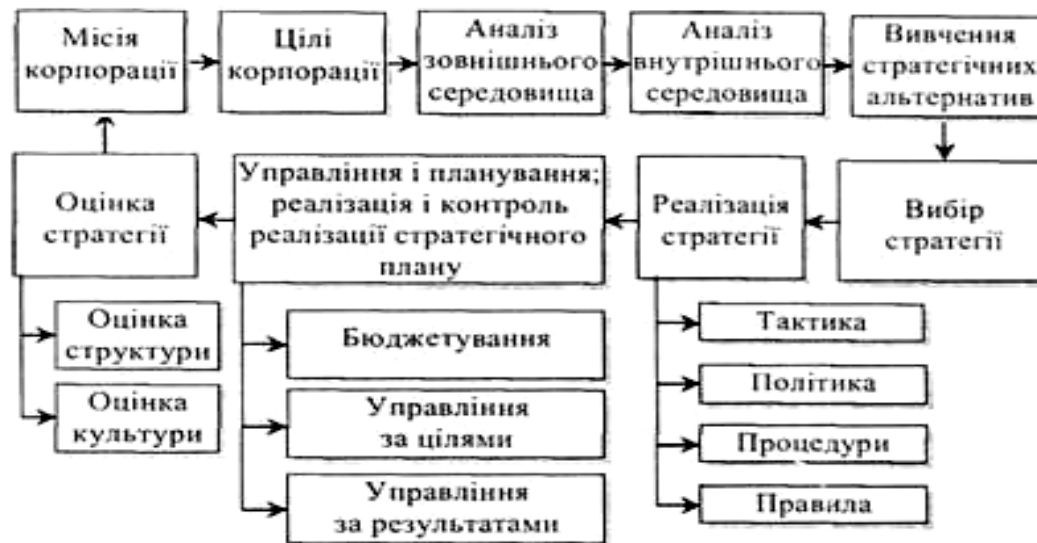 Місія
корпорації
Цілі
корпорації
Аналіз
зовнішнього
середовища
Аналіз
внутрішнього
середовища
Вивчення
стратегічних
альтернатив
Оцінка
стратегії
Управління і планування;
реалізація і контроль
реалізації стратегічного
плану
Реалізація
стратегії
Вибір
стратегії
Оцінка
структури
Оцінка
культури
Бюджетування
Управління
за цілями
Управління
за результатами
Тактика
Політика
Процедури
Правила